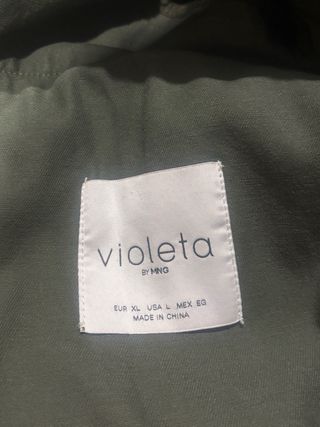 violeta
BY MNG
EUR XL USA L MEX EG
MADE IN CHINA